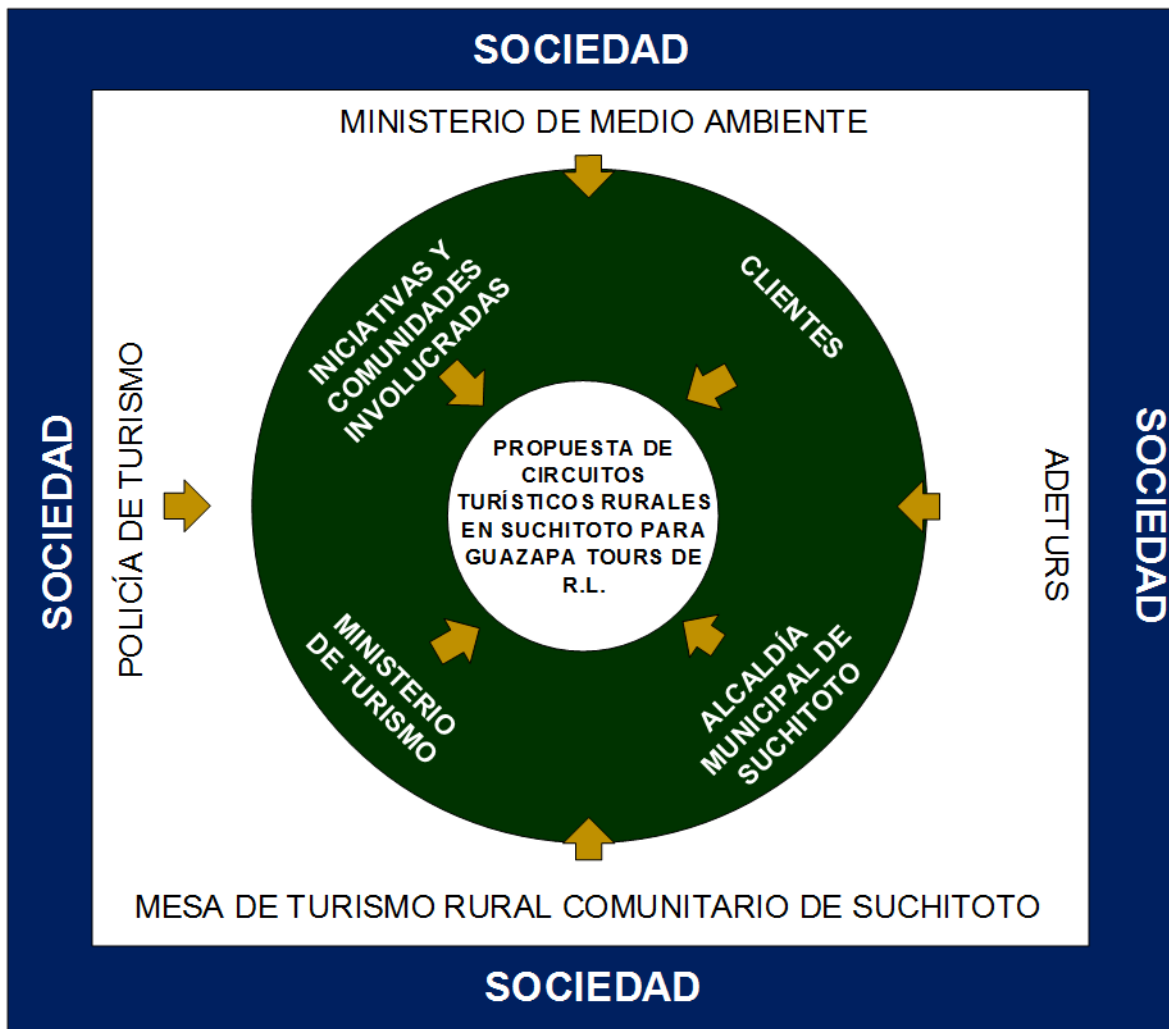 SOCIEDAD
MINISTERIO DE MEDIO AMBIENTE
INICIATIVAS Y
COMUNIDADES
INVOLUCRADAS
CLIENTES
SOCIEDAD
POLICÍA DE TURISMO
PROPUESTA DE
CIRCUITOS
TURÍSTICOS RURALES
EN SUCHITOTO PARA
GUAZAPA TOURS DE
R.L.
ADETURS
SOCIEDAD
MINISTERIO
DE TURISMO
ALCALDÍA
MUNICIPAL DE
SUCHITOTO
MESA DE TURISMO RURAL COMUNITARIO DE SUCHITOTO
SOCIEDAD